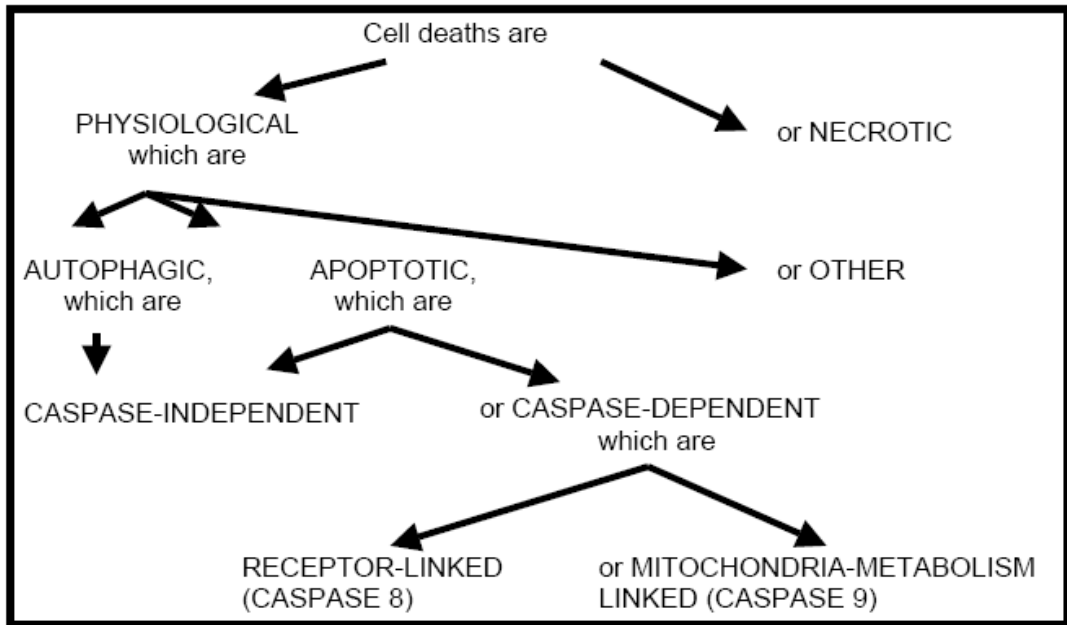 Cell deaths are
PHYSIOLOGICAL
which are
or NECROTIC
AUTOPHAGIC,
which are
APOPTOTIC,
which are
or OTHER
CASPASE-INDEPENDENT
or CASPASE-DEPENDENT
which are
RECEPTOR-LINKED
(CASPASE 8)
or MITOCHONDRIA-METABOLISM
LINKED (CASPASE 9)